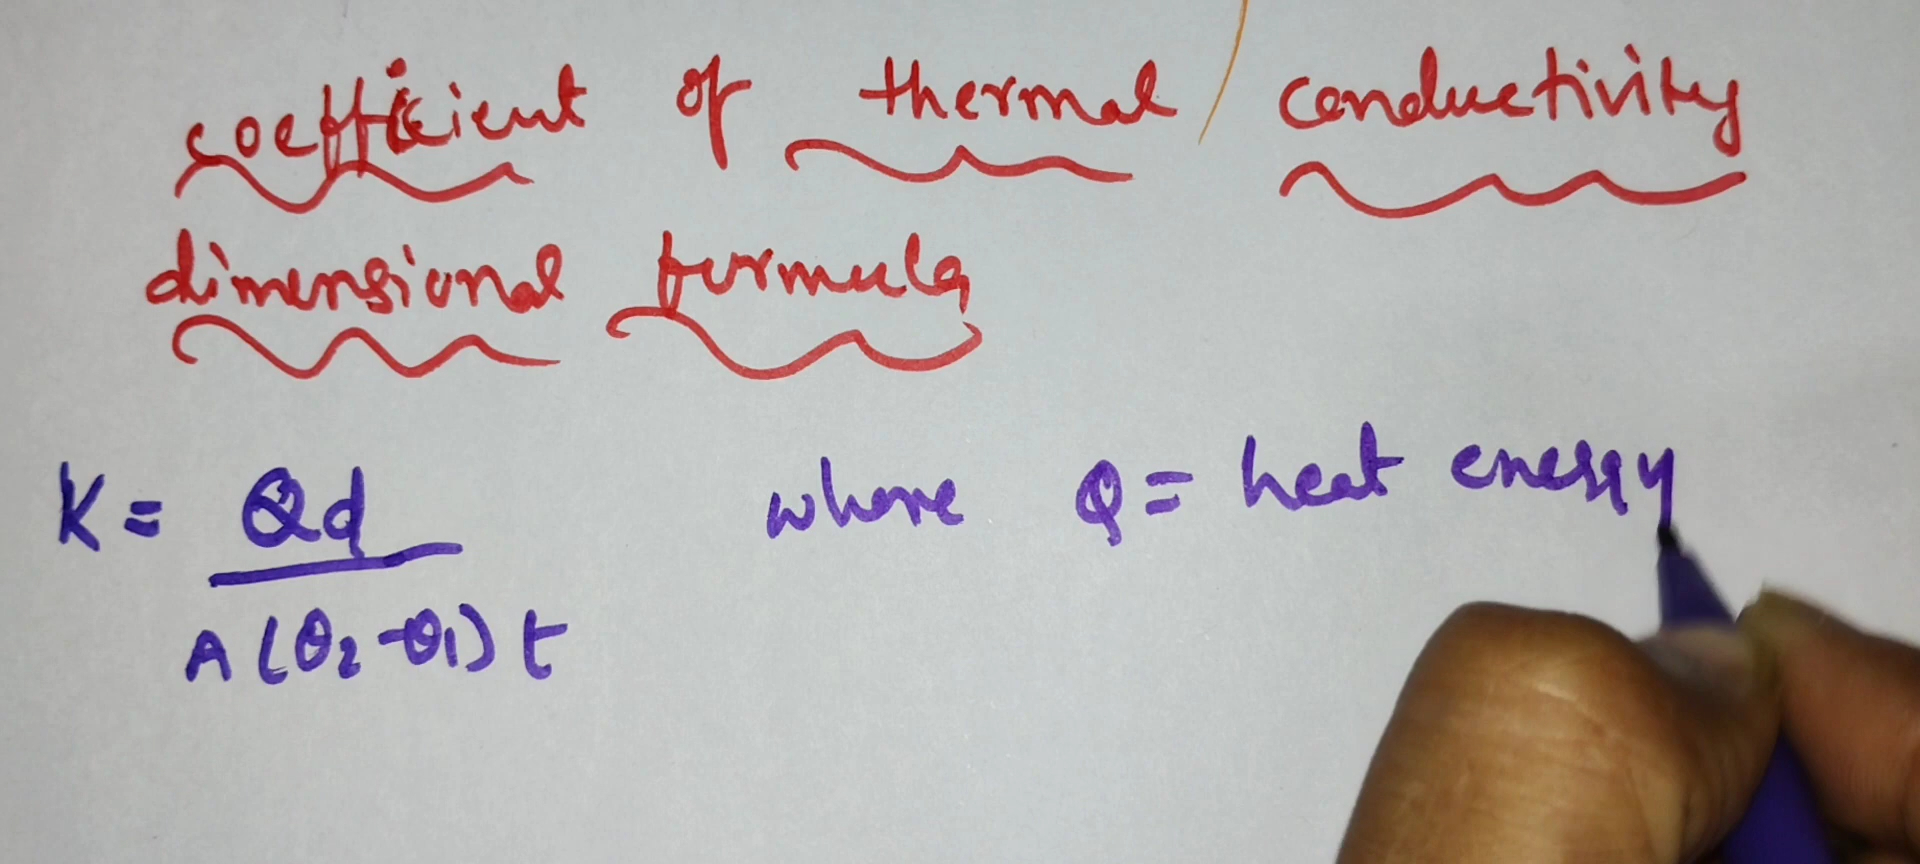 coefficient of thermal conductivity
dimensional formula
K = Qd where Q = heat energy
A (θ2 - θ1) t